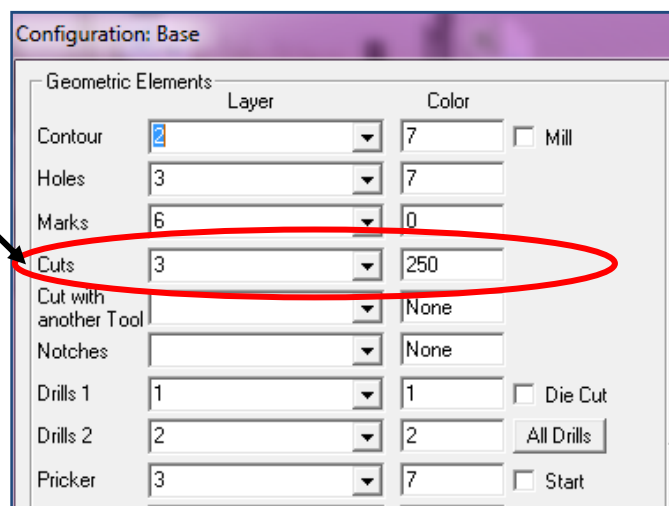 Configuration: Base
Geometric Elements
Layer Color
Contour 2 7 Mill
Holes 3 7
Marks 6 0
Cuts 3 250
Cut with
another Tool None
Notches None
Drills 1 1 1 Die Cut
Drills 2 2 2 All Drills
Pricker 3 7 Start